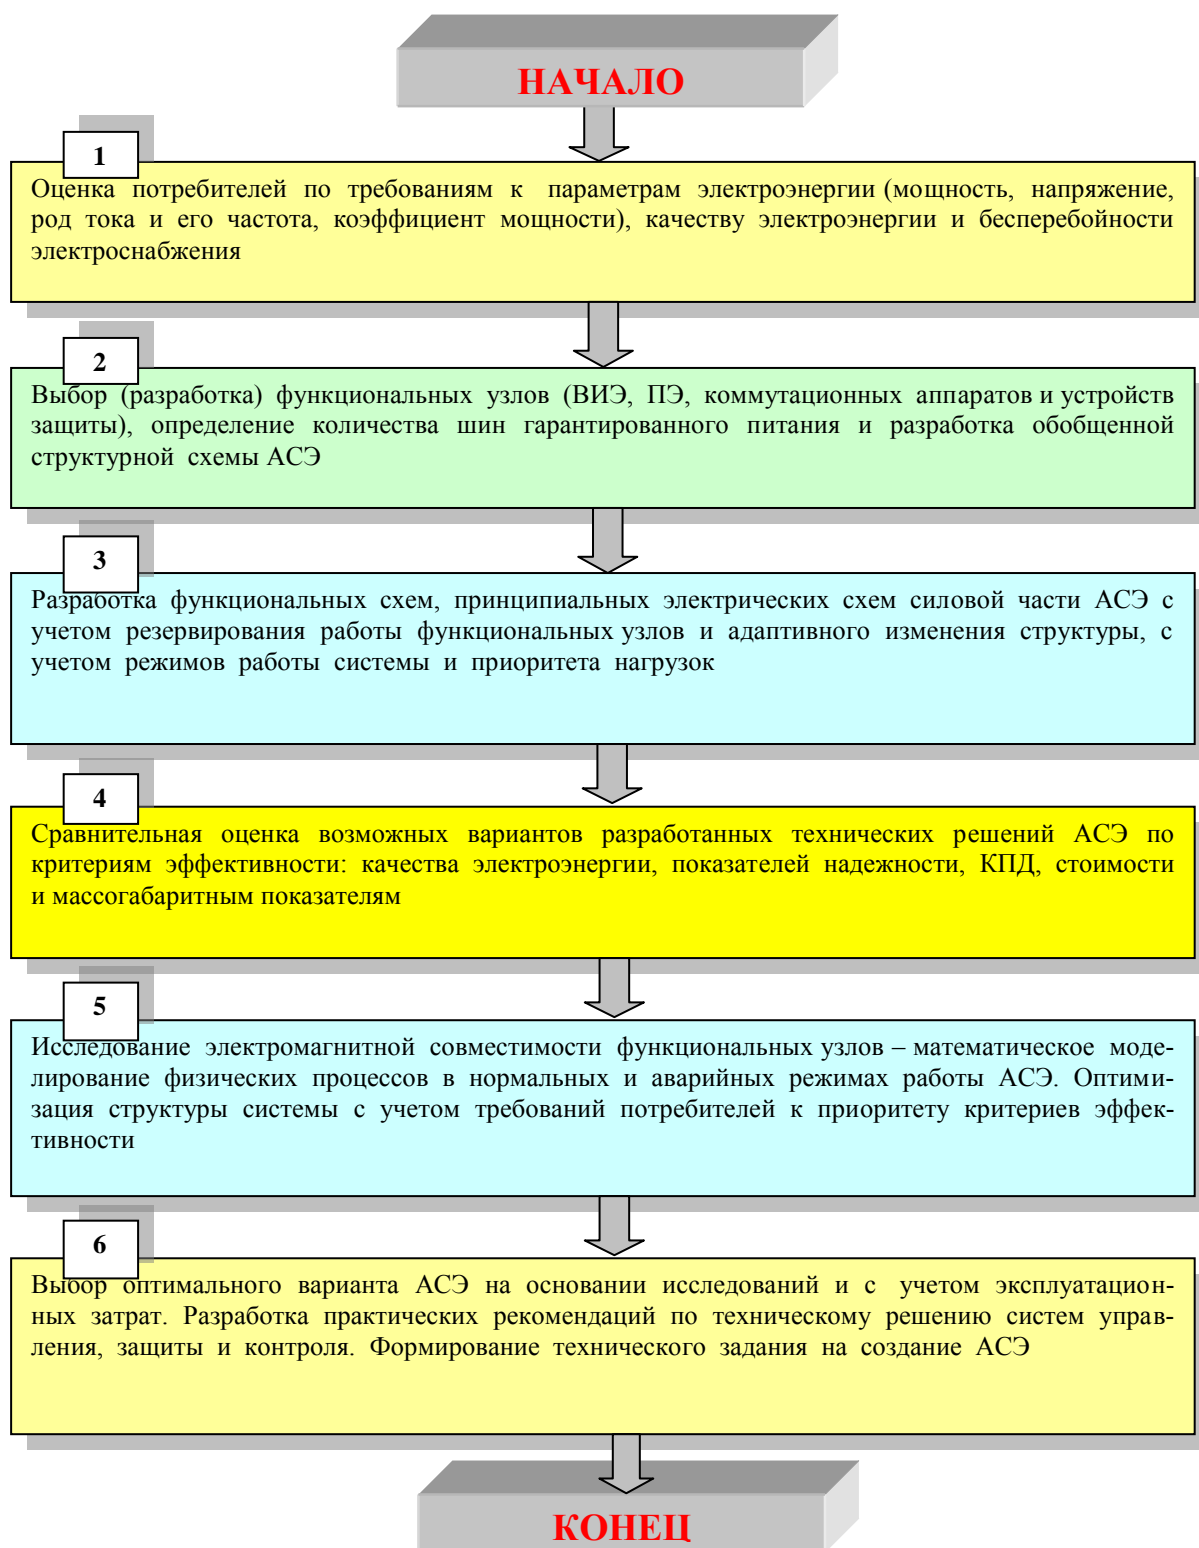 НАЧАЛО
1
Оценка потребителей по требованиям к параметрам электроэнергии (мощность, напряжение,
род тока и его частота, коэффициент мощности), качеству электроэнергии и бесперебойности
электроснабжения
2
Выбор (разработка) функциональных узлов (ВИЭ, ПЭ, коммутационных аппаратов и устройств
защиты), определение количества шин гарантированного питания и разработка обобщенной
структурной схемы АСЭ
3
Разработка функциональных схем, принципиальных электрических схем силовой части АСЭ с
учетом резервирования работы функциональных узлов и адаптивного изменения структуры, с
учетом режимов работы системы и приоритета нагрузок
4
Сравнительная оценка возможных вариантов разработанных технических решений АСЭ по
критериям эффективности: качества электроэнергии, показателей надежности, КПД, стоимости
и массогабаритным показателям
5
Исследование электромагнитной совместимости функциональных узлов – математическое моде-
лирование физических процессов в нормальных и аварийных режимах работы АСЭ. Оптими-
зация структуры системы с учетом требований потребителей к приоритету критериев эффек-
тивности
6
Выбор оптимального варианта АСЭ на основании исследований и с учетом эксплуатацион-
ных затрат. Разработка практических рекомендаций по техническому решению систем управ-
ления, защиты и контроля. Формирование технического задания на создание АСЭ
КОНЕЦ